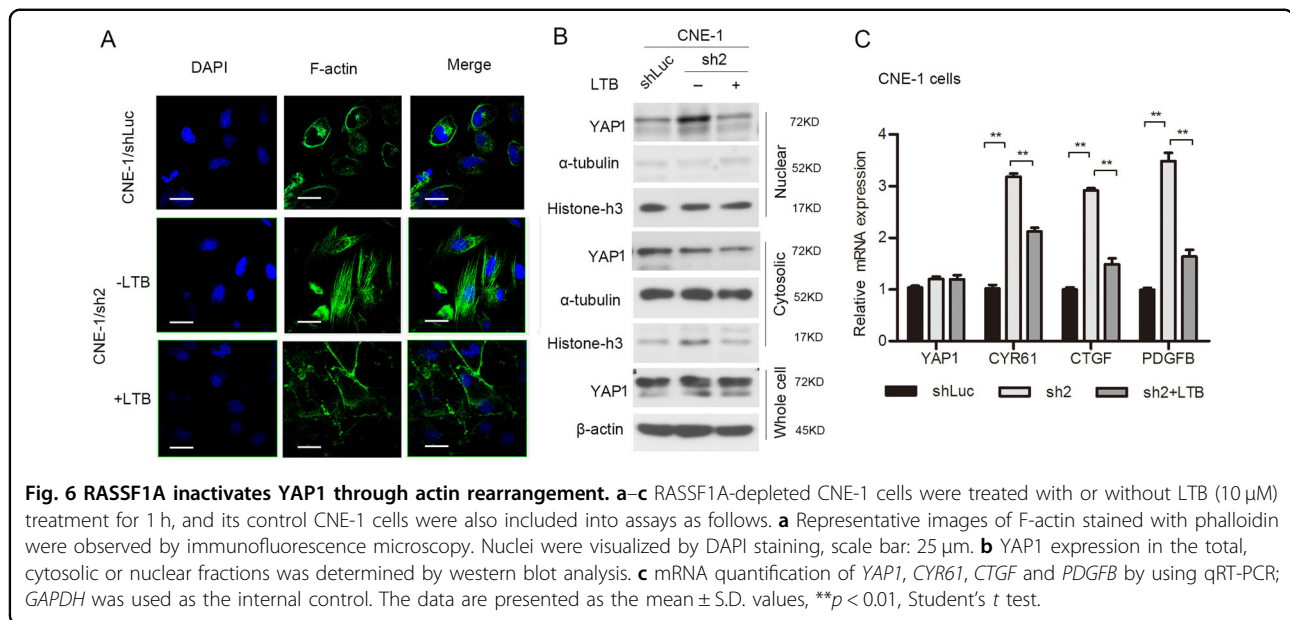 A
DAPI F-actin Merge
CNE-1/shLuc
CNE-1/sh2
-LTB
+LTB
B
CNE-1
shLuc sh2
LTB – +
YAP1 72KD
α-tubulin 52KD
Histone-h3 17KD
Nuclear
YAP1 72KD
α-tubulin 52KD
Histone-h3 17KD
Cytosolic
YAP1 72KD
β-actin 45KD
Whole cell
C
CNE-1 cells
Relative mRNA expression
4
3
2
1
0
** ** ** ** ** **
YAP1 CYR61 CTGF PDGFB
shLuc sh2 sh2+LTB
Fig. 6 RASSF1A inactivates YAP1 through actin rearrangement. a–c RASSF1A-depleted CNE-1 cells were treated with or without LTB (10 μM)
treatment for 1 h, and its control CNE-1 cells were also included into assays as follows. a Representative images of F-actin stained with phalloidin
were observed by immunofluorescence microscopy. Nuclei were visualized by DAPI staining, scale bar: 25 μm. b YAP1 expression in the total,
cytosolic or nuclear fractions was determined by western blot analysis. c mRNA quantification of YAP1, CYR61, CTGF and PDGFB by using qRT-PCR;
GAPDH was used as the internal control. The data are presented as the mean ± S.D. values, **p < 0.01, Student's t test.